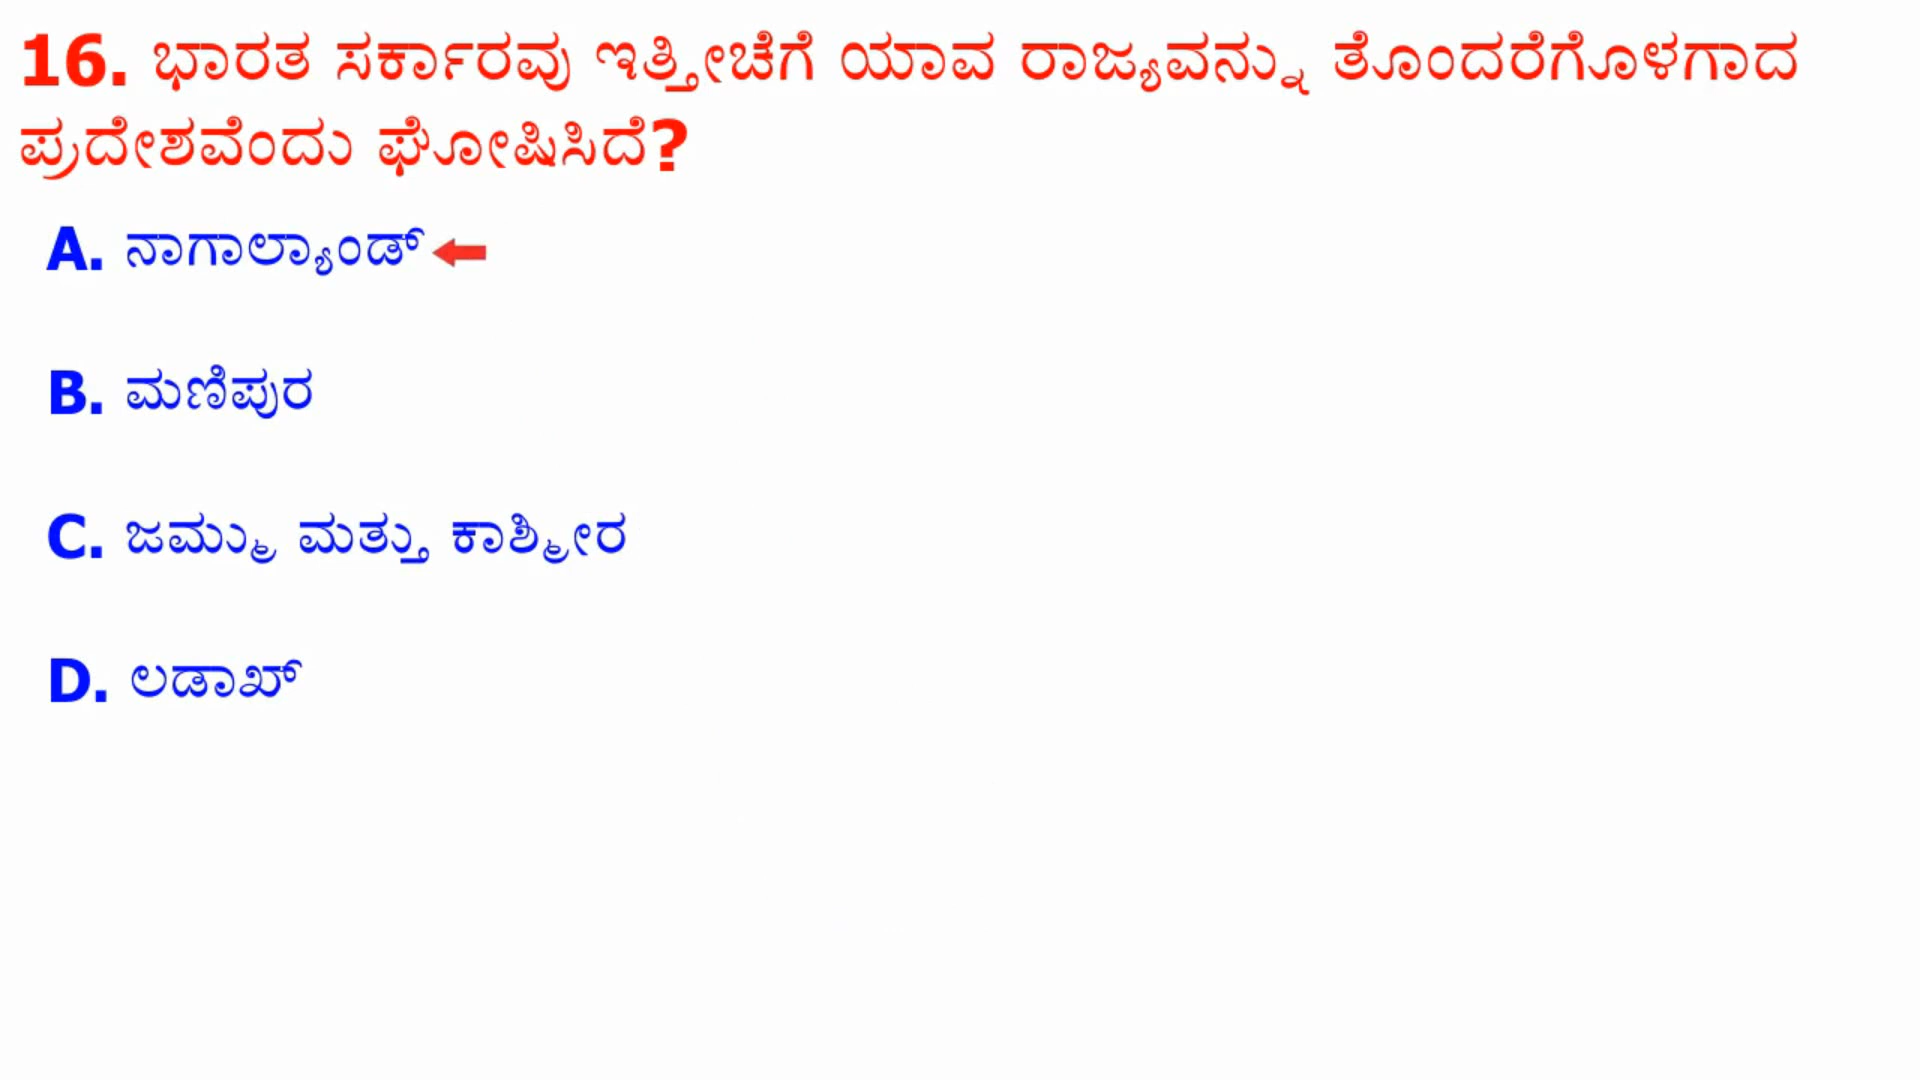 16. ಭಾರತ ಸರ್ಕಾರವು ಇತ್ತೀಚೆಗೆ ಯಾವ ರಾಜ್ಯವನ್ನು ತೊಂದರೆಗೊಳಗಾದ
ಪ್ರದೇಶವೆಂದು ಘೋಷಿಸಿದೆ?
A. ನಾಗಾಲ್ಯಾಂಡ್
B. ಮಣಿಪುರ
C. ಜಮ್ಮು ಮತ್ತು ಕಾಶ್ಮೀರ
D. ಲಡಾಖ್